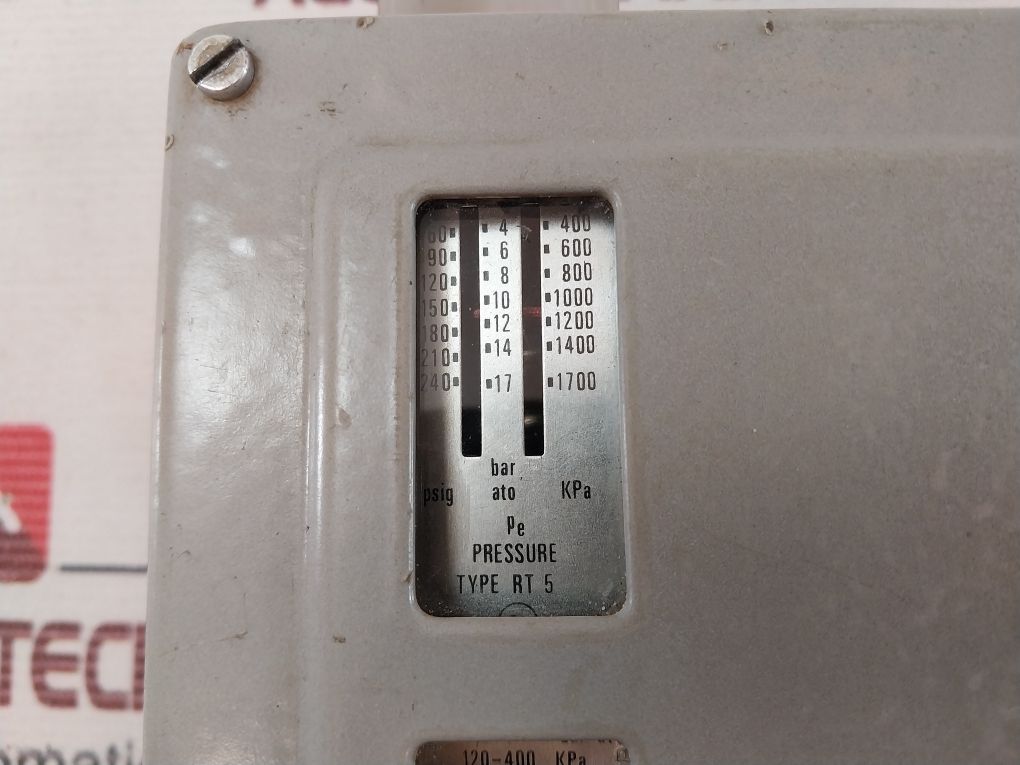 60 4 400
90 6 600
120 8 800
150 10 1000
180 12 1200
210 14 1400
240 17 1700
bar
psig ato KPa
pe
PRESSURE
TYPE RT 5
TECH
120-400 KPa